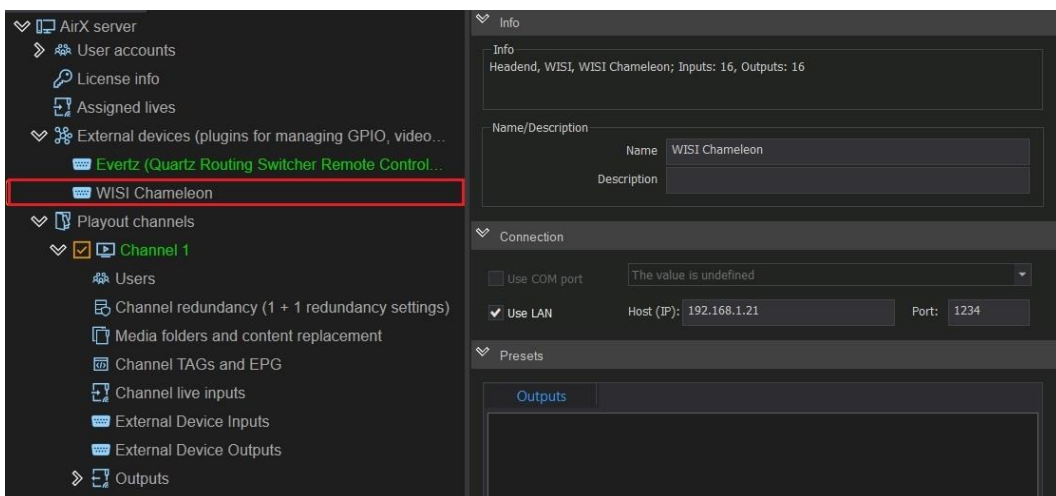 AirX server
User accounts
License info
Assigned lives
External devices (plugins for managing GPIO, video...
Evertz (Quartz Routing Switcher Remote Control...
WISI Chameleon
Playout channels
Channel 1
Users
Channel redundancy (1 + 1 redundancy settings)
Media folders and content replacement
Channel TAGs and EPG
Channel live inputs
External Device Inputs
External Device Outputs
Outputs
Info
Info
Headend, WISI, WISI Chameleon; Inputs: 16, Outputs: 16
Name/Description
Name WISI Chameleon
Description
Connection
Use COM port The value is undefined
Use LAN Host (IP): 192.168.1.21 Port: 1234
Presets
Outputs